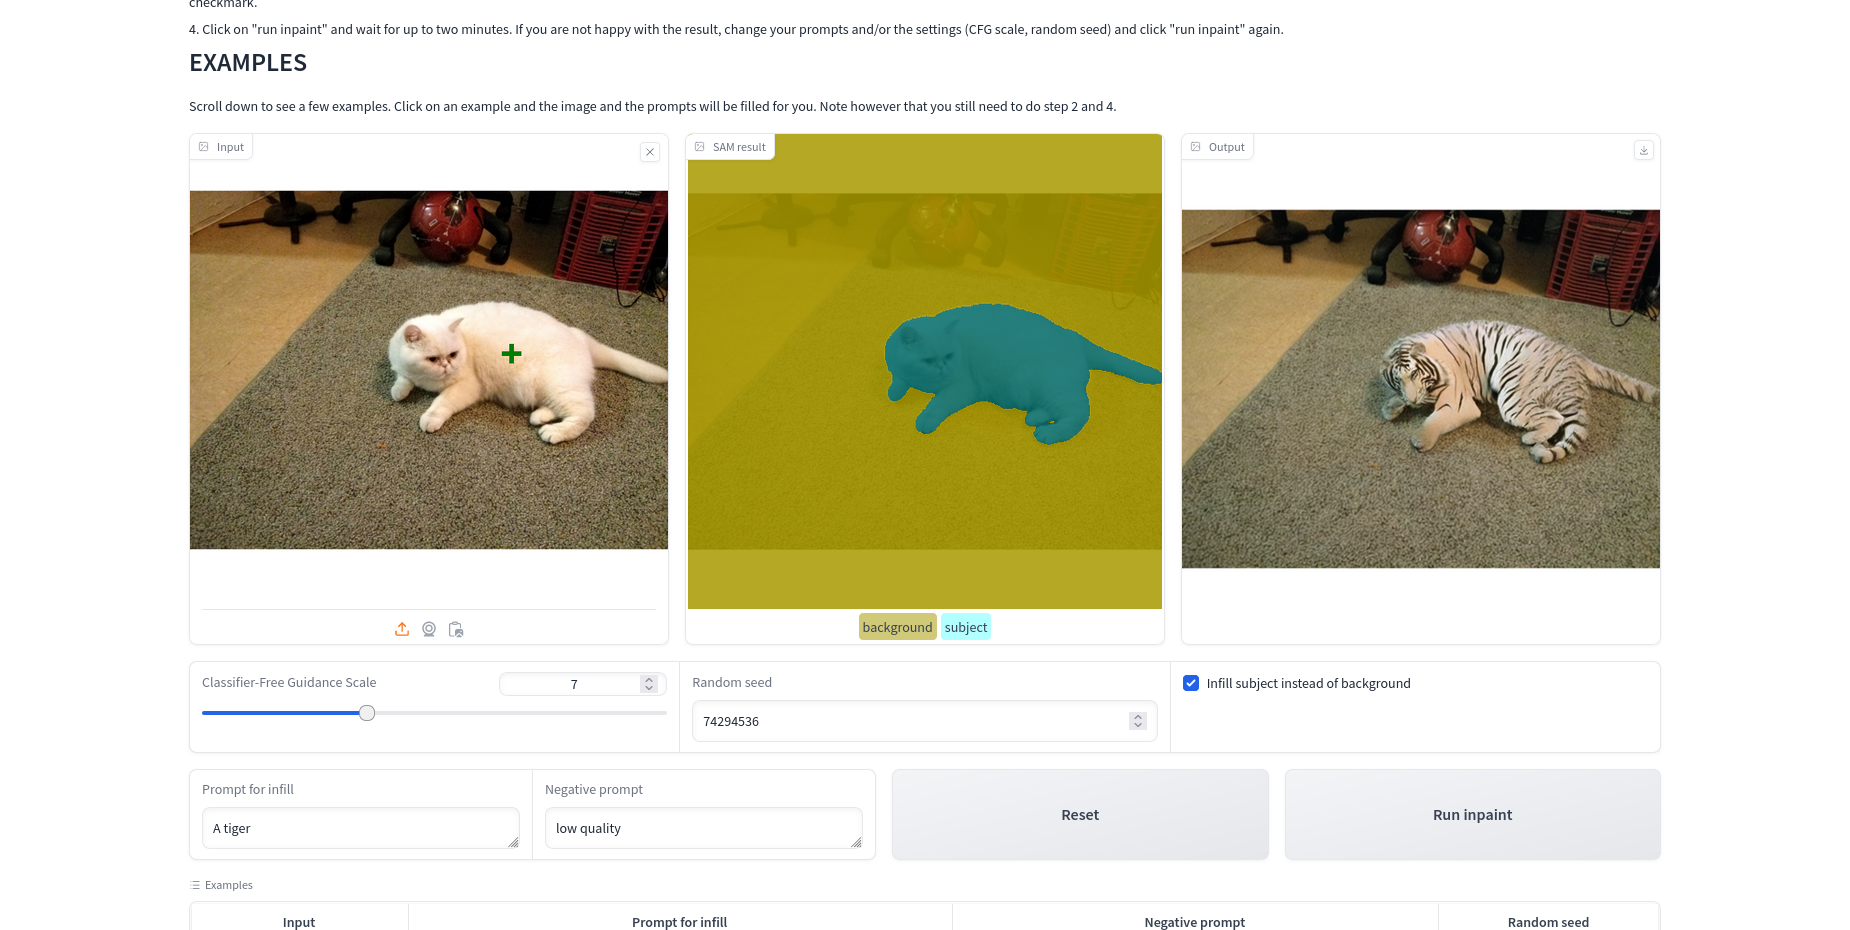 checkmark.
4. Click on "run inpaint" and wait for up to two minutes. If you are not happy with the result, change your prompts and/or the settings (CFG scale, random seed) and click "run inpaint" again.
EXAMPLES
Scroll down to see a few examples. Click on an example and the image and the prompts will be filled for you. Note however that you still need to do step 2 and 4.
Input
SAM result
Output
background subject
Classifier-Free Guidance Scale
7
Random seed
74294536
Infill subject instead of background
Prompt for infill
A tiger
Negative prompt
low quality
Reset
Run inpaint
Examples
Input Prompt for infill Negative prompt Random seed